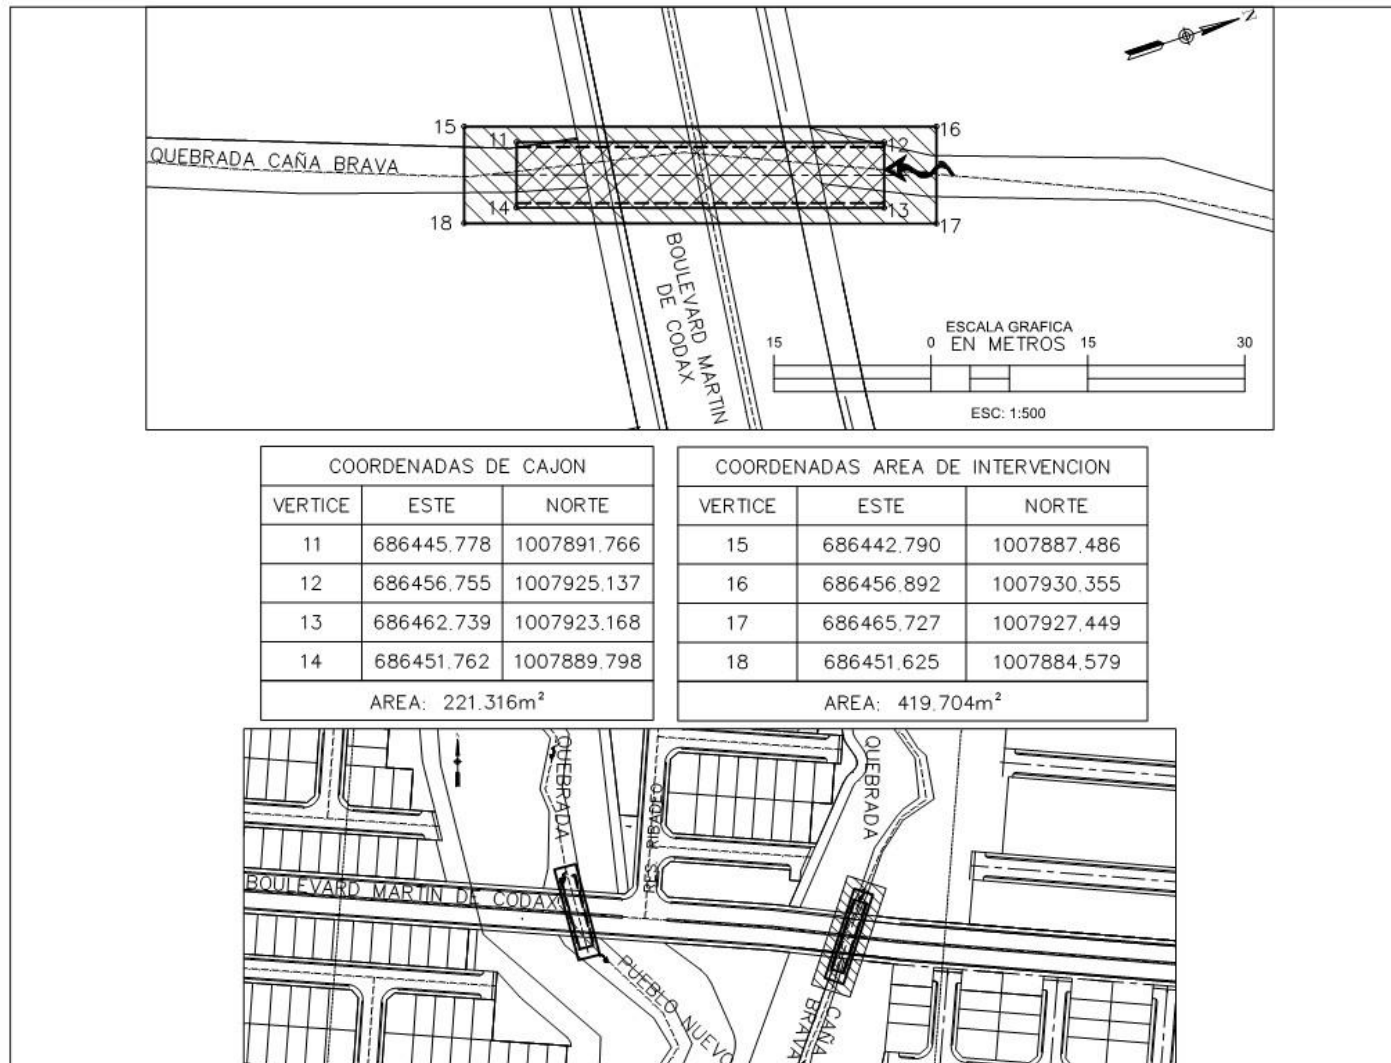 N
15
16
11
12
QUEBRADA CAÑA BRAVA
14
13
18
17
BOULEVARD MARTIN
DE CODAX
ESCALA GRAFICA
EN METROS
15 0 15 30
ESC: 1:500
COORDENADAS DE CAJON
VERTICE ESTE NORTE
11 686445.778 1007891.766
12 686456.755 1007925.137
13 686462.739 1007923.168
14 686451.762 1007889.798
AREA: 221.316m²
COORDENADAS AREA DE INTERVENCION
VERTICE ESTE NORTE
15 686442.790 1007887.486
16 686456.892 1007930.355
17 686465.727 1007927.449
18 686451.625 1007884.579
AREA: 419.704m²
QUEBRADA
RES. RIBADEO
QUEBRADA
BOULEVARD MARTIN DE CODAX
PUEBLO NUEVO
CAÑA
BRAVA